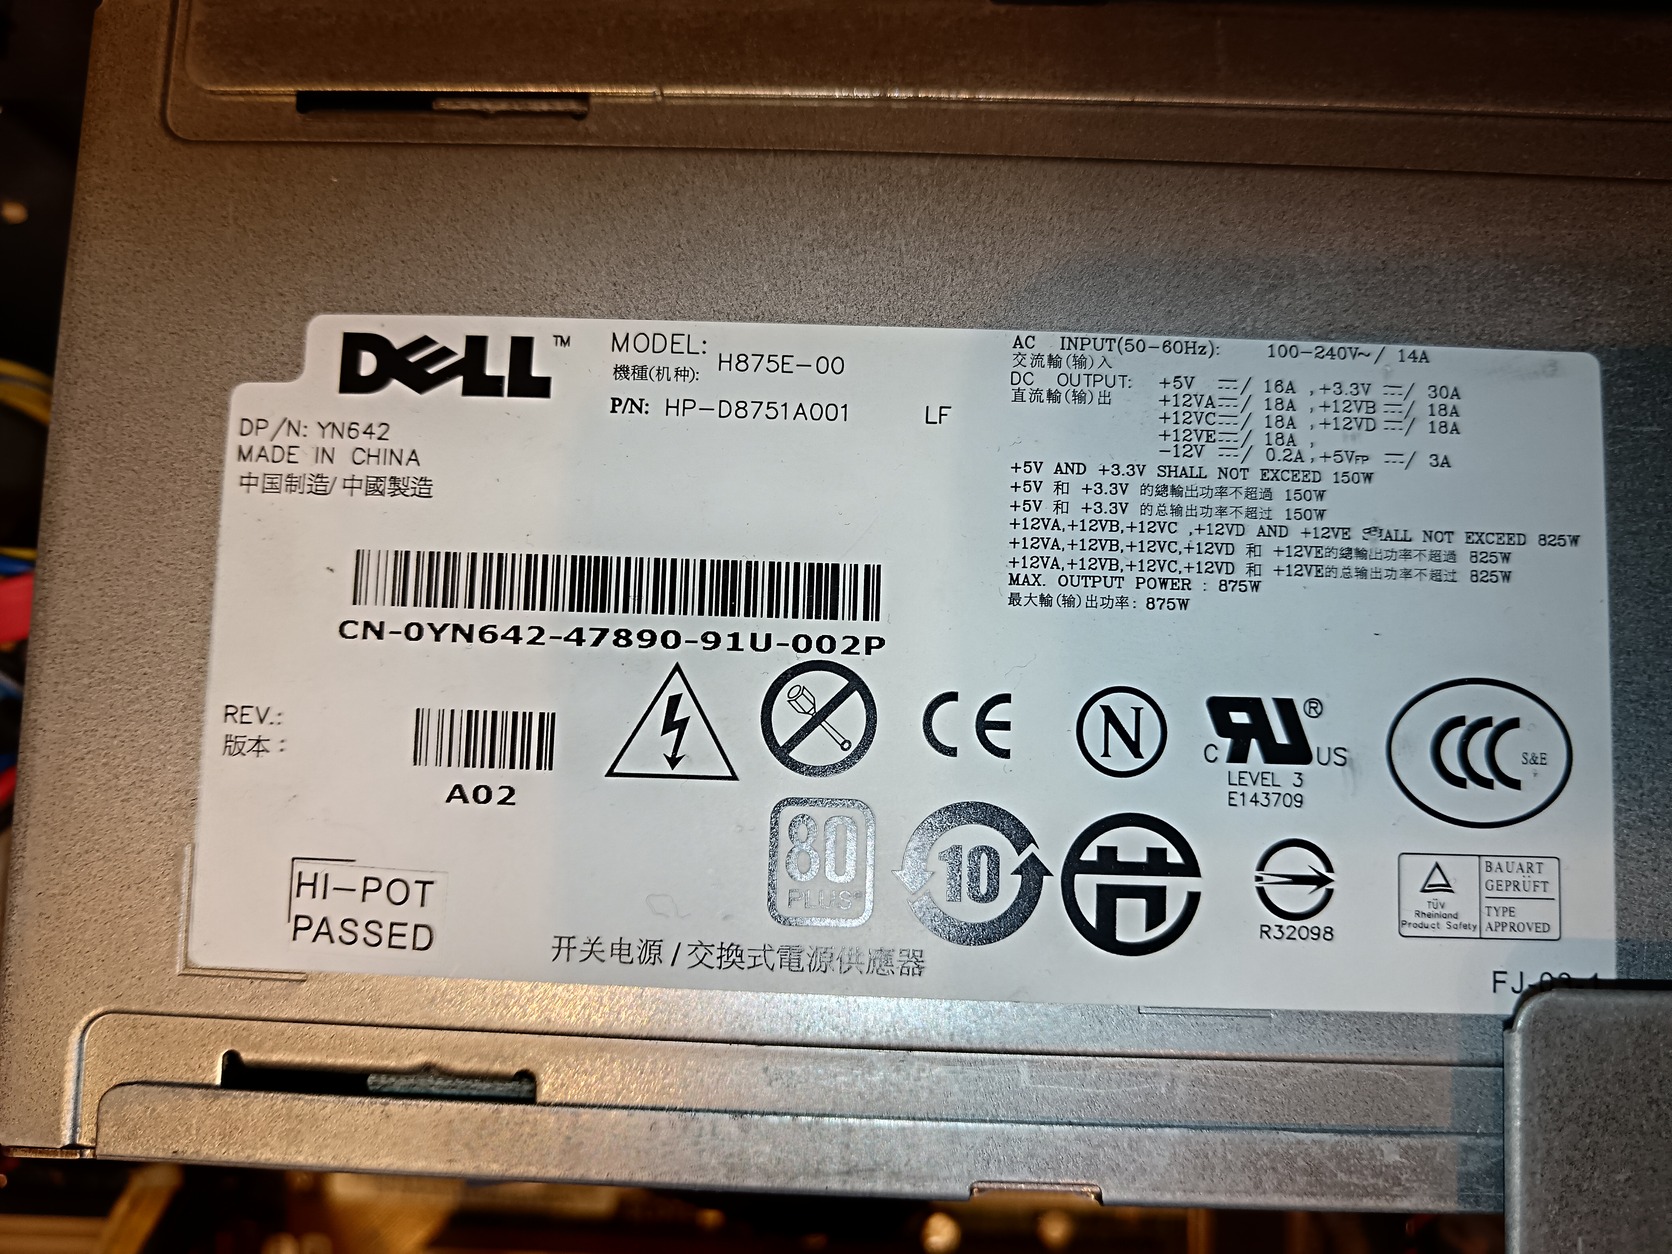 DELL™
MODEL: H875E-00
機種(机种):
P/N: HP-D8751A001 LF
DP/N: YN642
MADE IN CHINA
中国制造/中國製造
AC INPUT(50-60Hz): 100-240V~/ 14A
交流輸(输)入
DC OUTPUT: +5V ⎓/ 16A , +3.3V ⎓/ 30A
直流輸(输)出 +12VA⎓/ 18A , +12VB ⎓/ 18A
+12VC⎓/ 18A , +12VD ⎓/ 18A
+12VE⎓/ 18A ,
-12V ⎓/ 0.2A , +5VFP ⎓/ 3A
+5V AND +3.3V SHALL NOT EXCEED 150W
+5V 和 +3.3V 的總輸出功率不超過 150W
+5V 和 +3.3V 的总输出功率不超过 150W
+12VA,+12VB,+12VC ,+12VD AND +12VE SHALL NOT EXCEED 825W
+12VA,+12VB,+12VC,+12VD 和 +12VE的總輸出功率不超過 825W
+12VA,+12VB,+12VC,+12VD 和 +12VE的总输出功率不超过 825W
MAX. OUTPUT POWER : 875W
最大輸(输)出功率: 875W
CN-0YN642-47890-91U-002P
REV.:
版本:
A02
CE
N
C UL® US
LEVEL 3
E143709
CCC S&E
80
PLUS®
10
R32098
TÜV
Rheinland
Product Safety
BAUART
GEPRÜFT
TYPE
APPROVED
HI-POT
PASSED
开关电源/交換式電源供應器